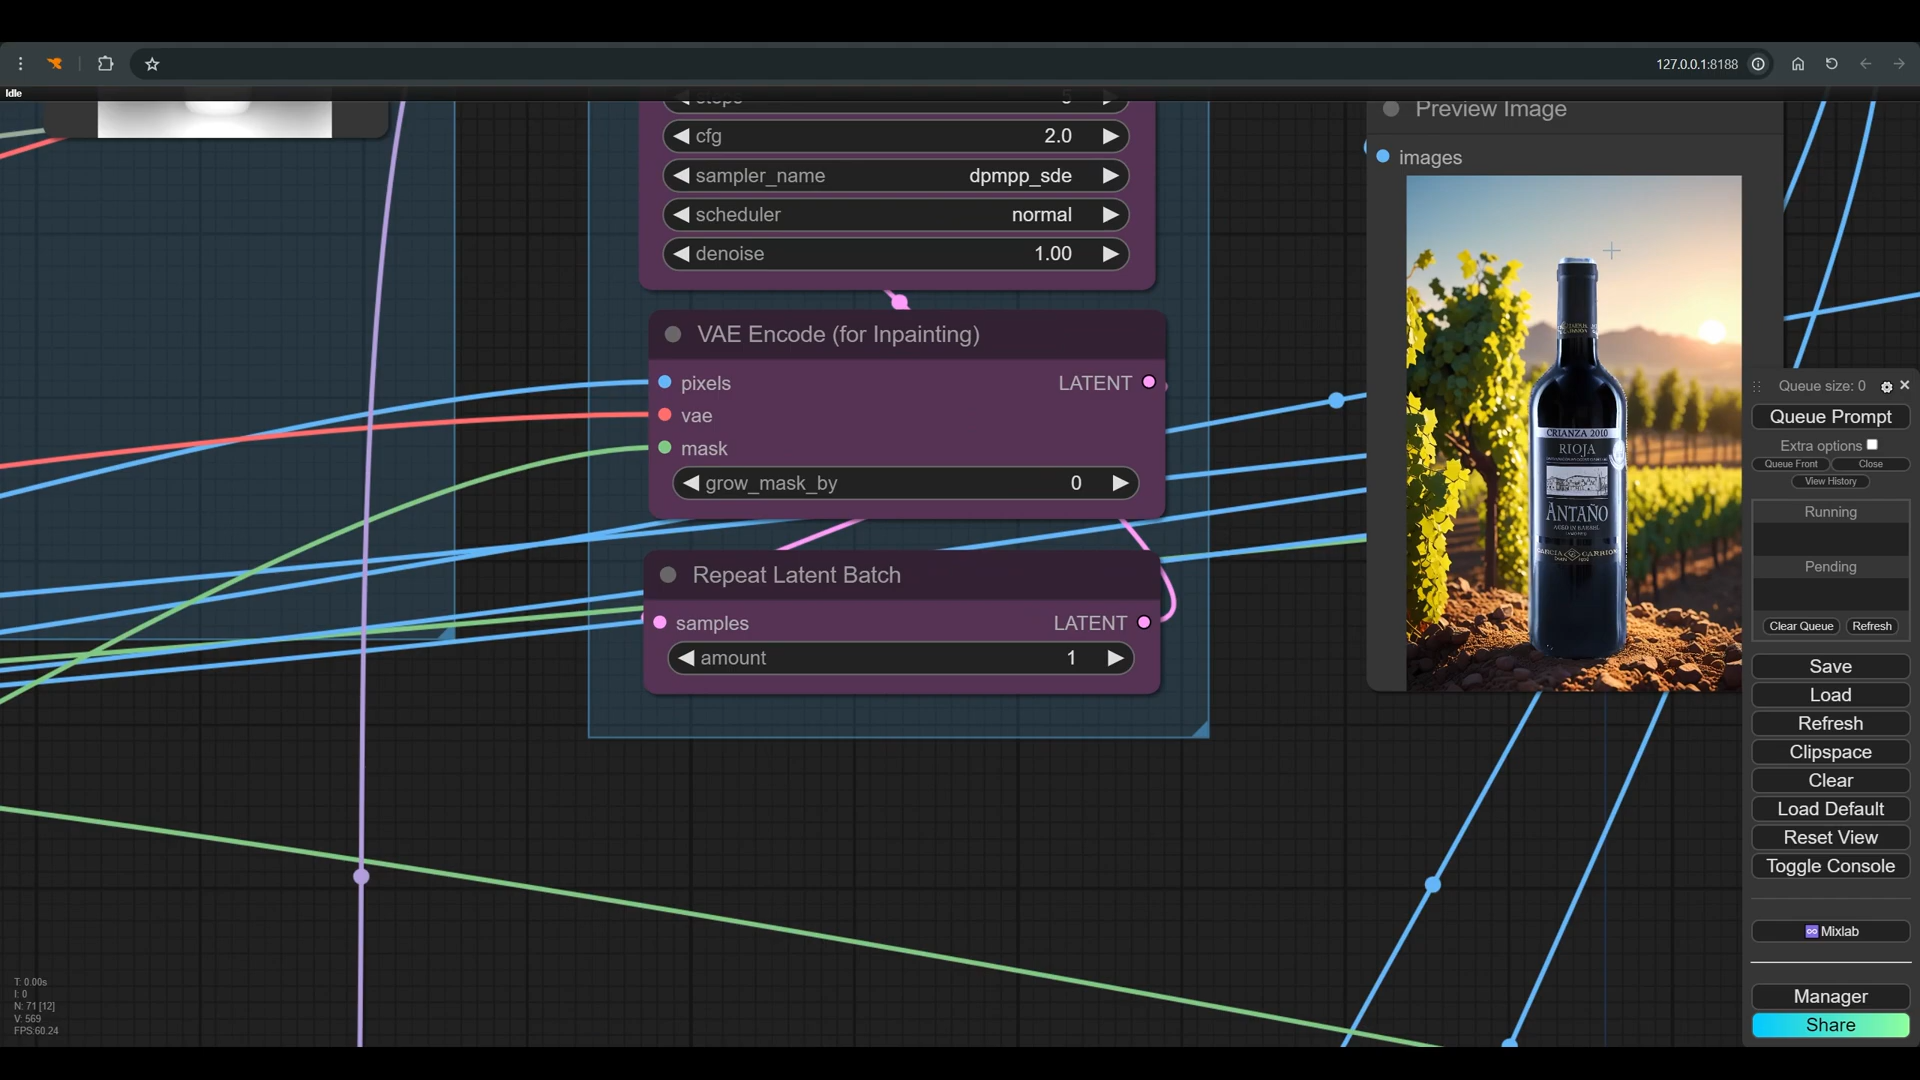 127.0.0.1:8188
Idle
steps 5
cfg 2.0
sampler_name dpmpp_sde
scheduler normal
denoise 1.00
VAE Encode (for Inpainting)
pixels LATENT
vae
mask
grow_mask_by 0
Repeat Latent Batch
samples LATENT
amount 1
Preview Image
images
CRIANZA 2010
RIOJA
ANTAÑO
GARCIA CARRION
Queue size: 0
Queue Prompt
Extra options
Queue Front Close
View History
Running
Pending
Clear Queue Refresh
Save
Load
Refresh
Clipspace
Clear
Load Default
Reset View
Toggle Console
Mixlab
Manager
Share
T: 0.00s
I: 0
N: 71 [12]
V: 569
FPS:60.24